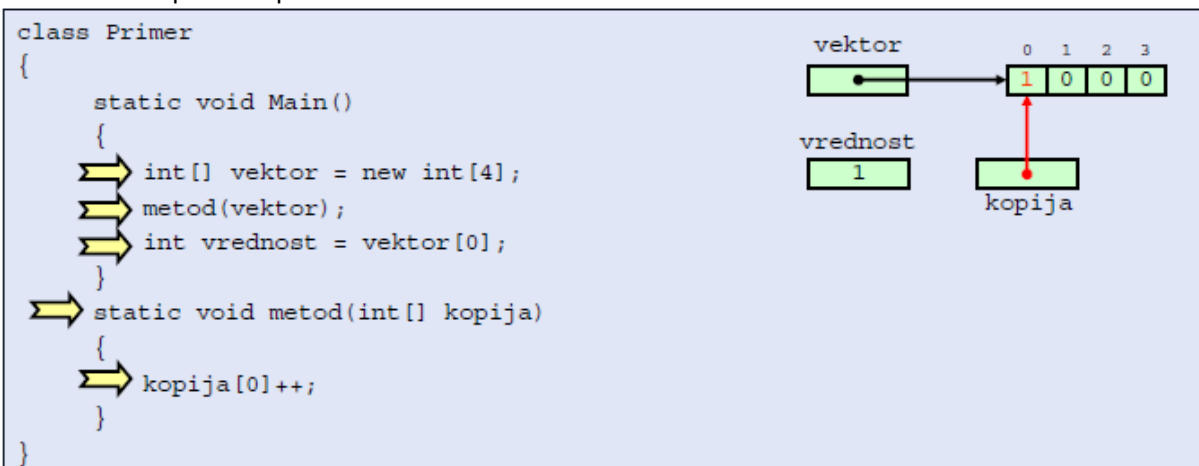 class Primer
{
static void Main()
{
int[] vektor = new int[4];
metod(vektor);
int vrednost = vektor[0];
}
static void metod(int[] kopija)
{
kopija[0]++;
}
}
vektor
0 1 2 3
1 0 0 0
vrednost
1
kopija